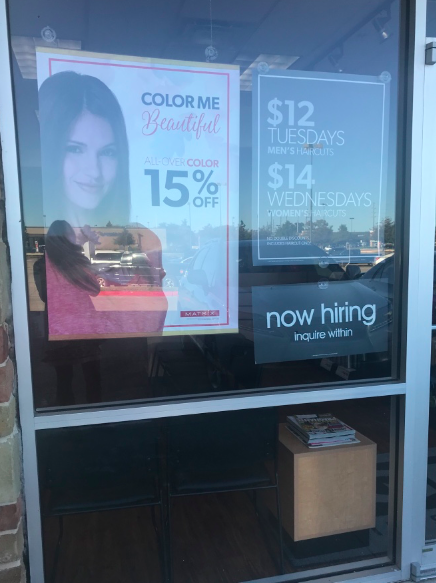 COLOR ME
Beautiful
ALL OVER COLOR
15% OFF
MATRIX
$12
TUESDAYS
MEN'S HAIRCUTS
$14
WEDNESDAYS
WOMEN'S HAIRCUTS
now hiring
inquire within